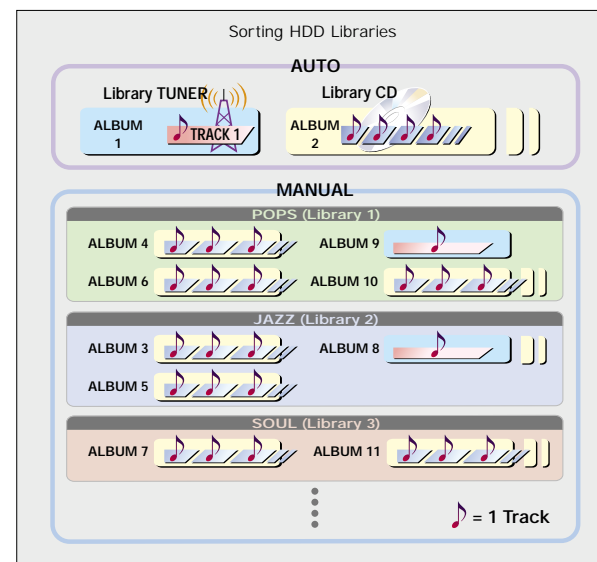 Sorting HDD Libraries
AUTO
Library TUNER
Library CD
ALBUM
1
TRACK 1
ALBUM
2
MANUAL
POPS (Library 1)
ALBUM 4
ALBUM 9
ALBUM 6
ALBUM 10
JAZZ (Library 2)
ALBUM 3
ALBUM 8
ALBUM 5
SOUL (Library 3)
ALBUM 7
ALBUM 11
= 1 Track